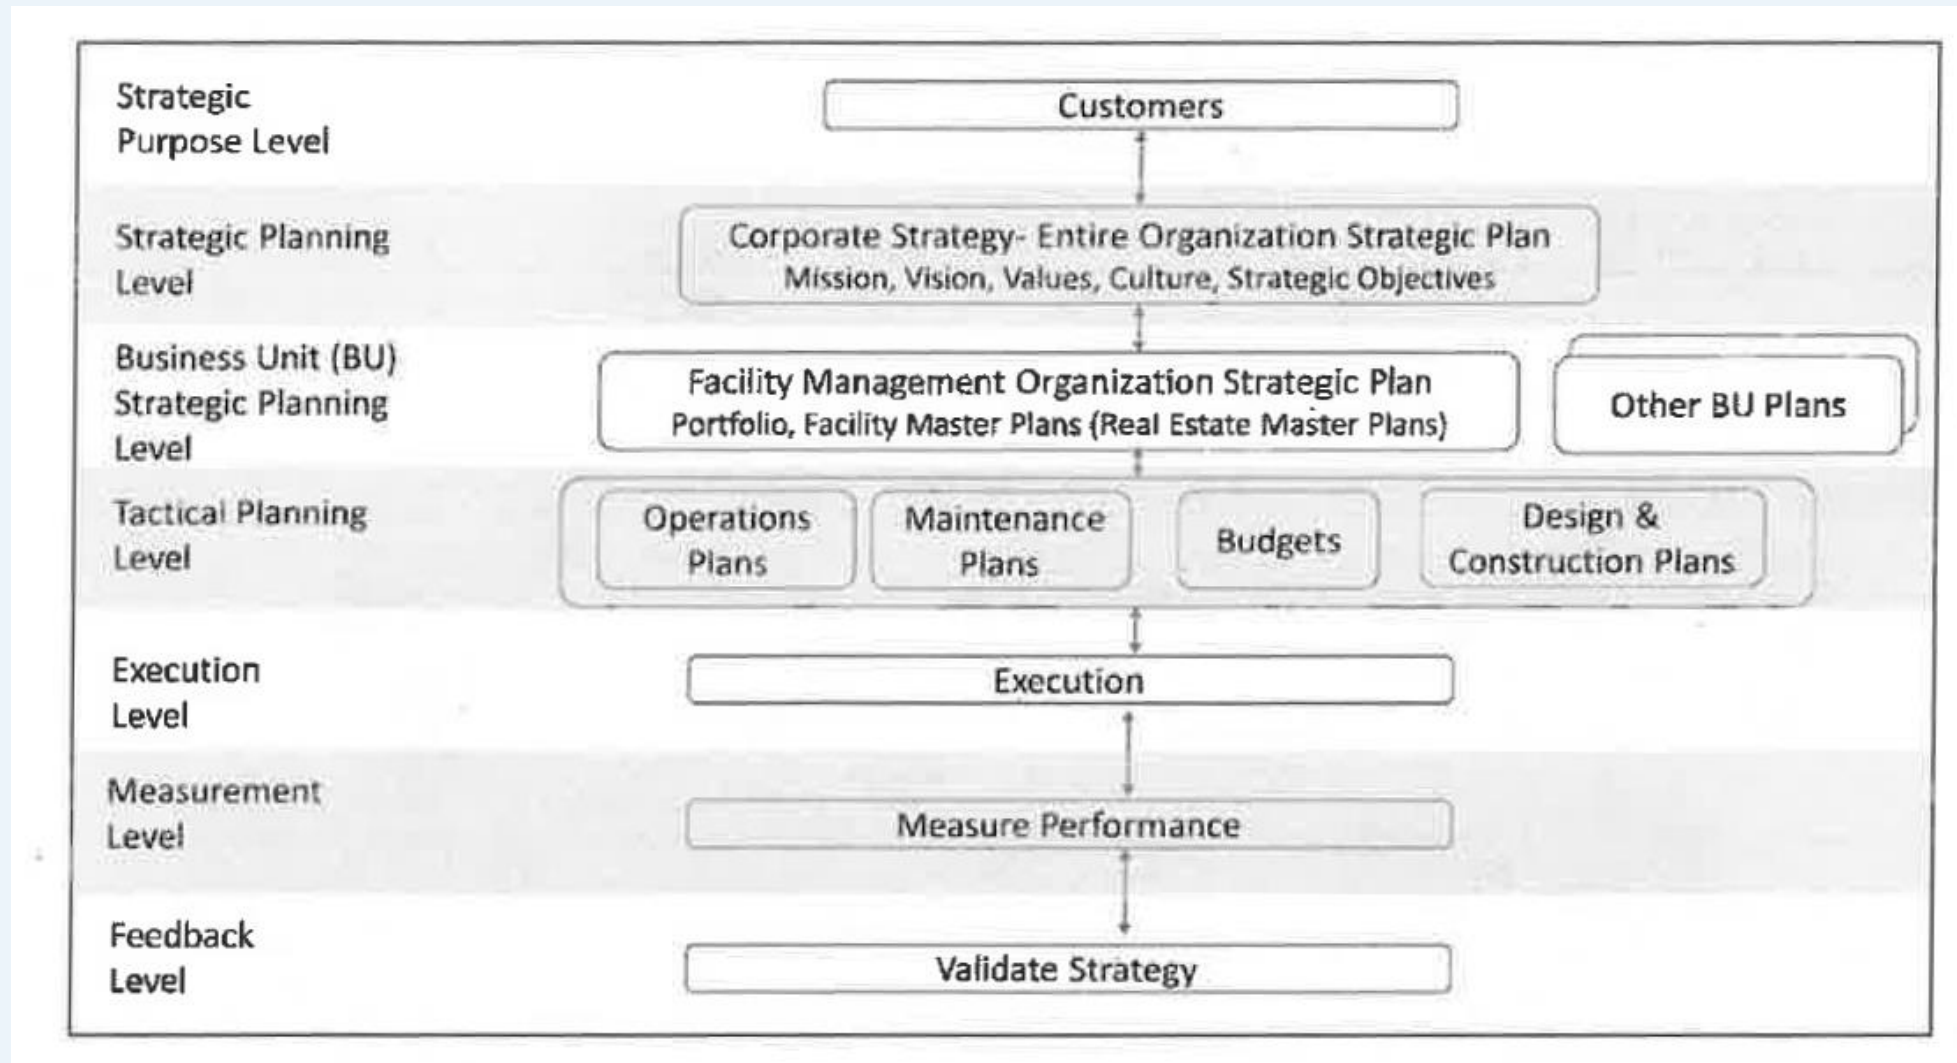 Strategic
Purpose Level
Customers
Strategic Planning
Level
Corporate Strategy- Entire Organization Strategic Plan
Mission, Vision, Values, Culture, Strategic Objectives
Business Unit (BU)
Strategic Planning
Level
Facility Management Organization Strategic Plan
Portfolio, Facility Master Plans (Real Estate Master Plans)
Other BU Plans
Tactical Planning
Level
Operations
Plans
Maintenance
Plans
Budgets
Design &
Construction Plans
Execution
Level
Execution
Measurement
Level
Measure Performance
Feedback
Level
Validate Strategy